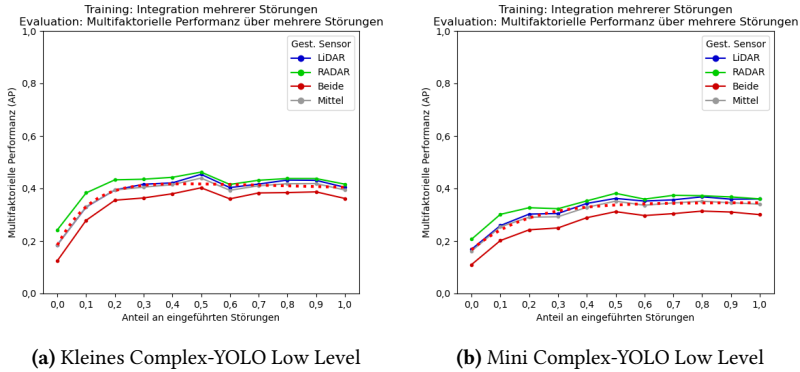 Training: Integration mehrerer Störungen
Evaluation: Multifaktorielle Performanz über mehrere Störungen
1,0
0,8
0,6
0,4
0,2
0,0
Multifaktorielle Performanz (AP)
Gest. Sensor
LiDAR
RADAR
Beide
Mittel
0,0 0,1 0,2 0,3 0,4 0,5 0,6 0,7 0,8 0,9 1,0
Anteil an eingeführten Störungen
(a) Kleines Complex-YOLO Low Level
Training: Integration mehrerer Störungen
Evaluation: Multifaktorielle Performanz über mehrere Störungen
1,0
0,8
0,6
0,4
0,2
0,0
Multifaktorielle Performanz (AP)
Gest. Sensor
LiDAR
RADAR
Beide
Mittel
0,0 0,1 0,2 0,3 0,4 0,5 0,6 0,7 0,8 0,9 1,0
Anteil an eingeführten Störungen
(b) Mini Complex-YOLO Low Level